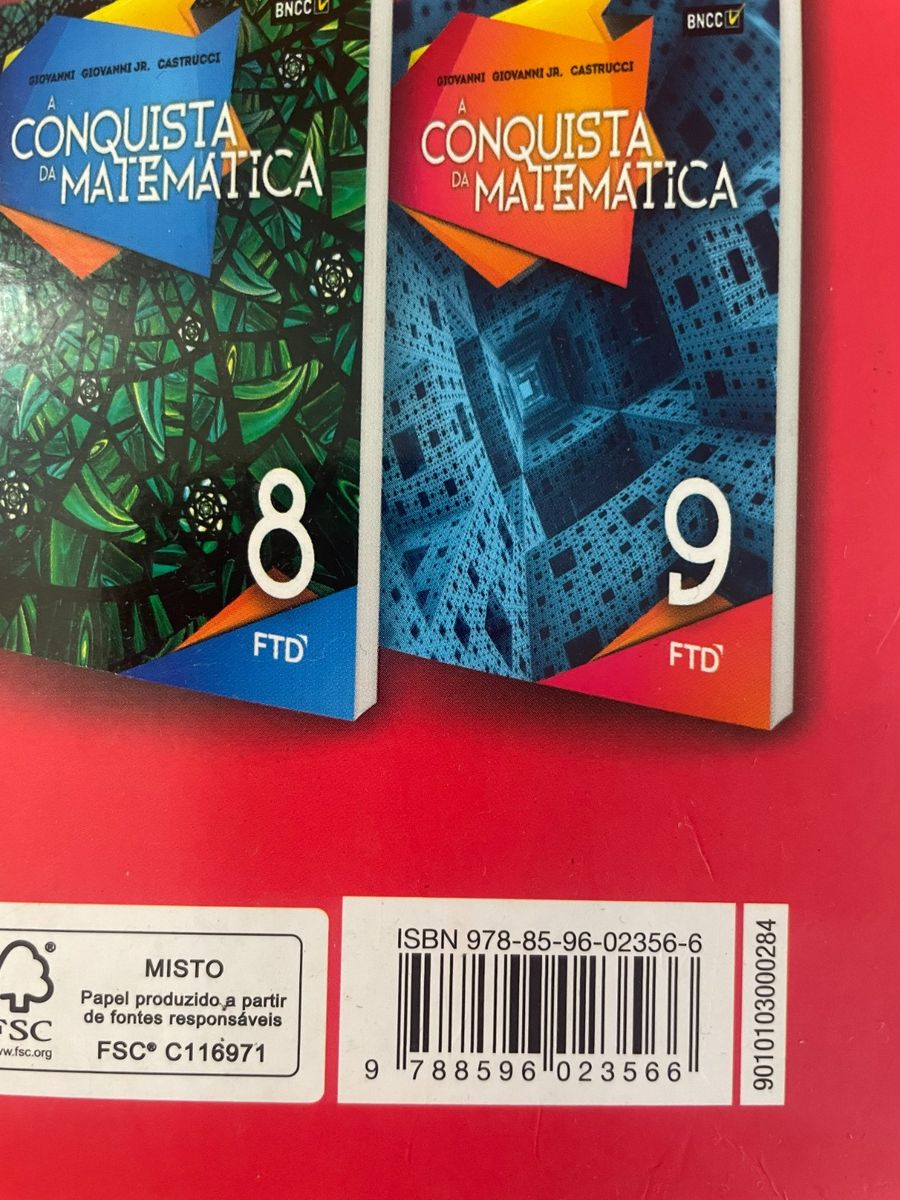 BNCC
GIOVANNI GIOVANNI JR. CASTRUCCI
A
CONQUISTA
DA MATEMÁTICA
8
FTD
BNCC
GIOVANNI GIOVANNI JR. CASTRUCCI
A
CONQUISTA
DA MATEMÁTICA
9
FTD
FSC®
www.fsc.org
MISTO
Papel produzido a partir
de fontes responsáveis
FSC® C116971
ISBN 978-85-96-02356-6
9 788596 023566
90101030​00284